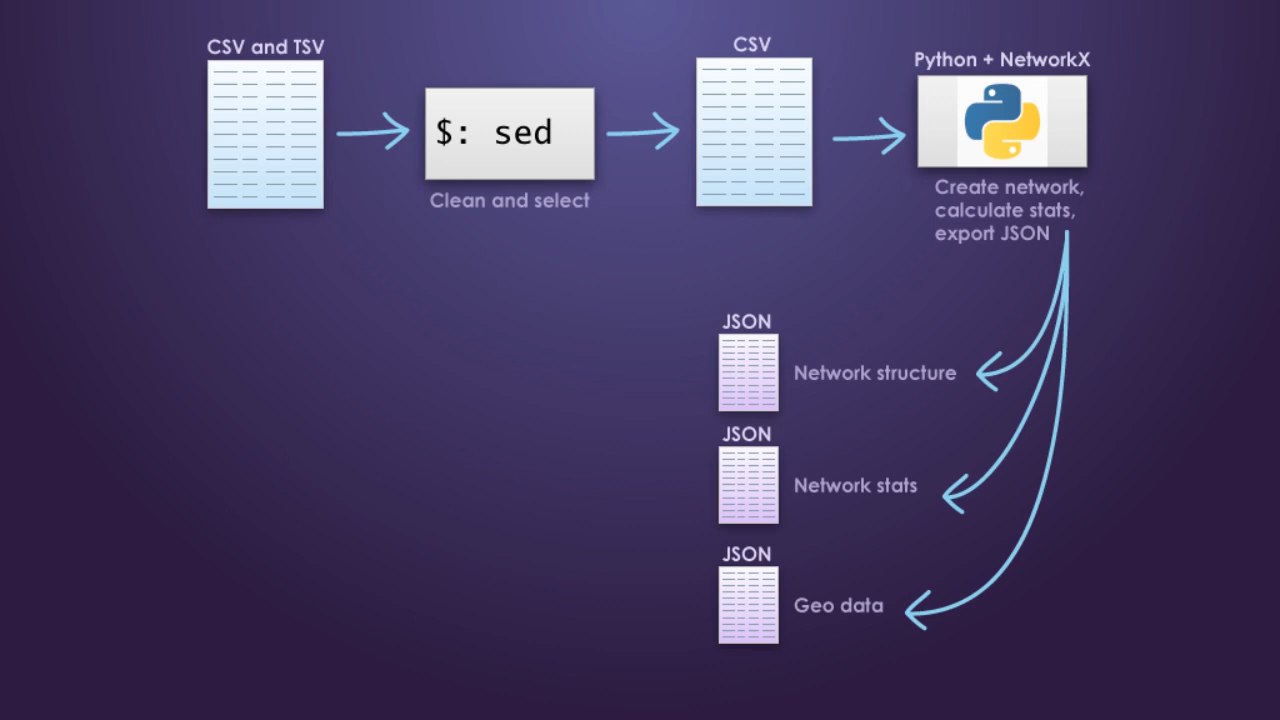 CSV and TSV
$: sed
Clean and select
CSV
Python + NetworkX
Create network,
calculate stats,
export JSON
JSON
Network structure
JSON
Network stats
JSON
Geo data